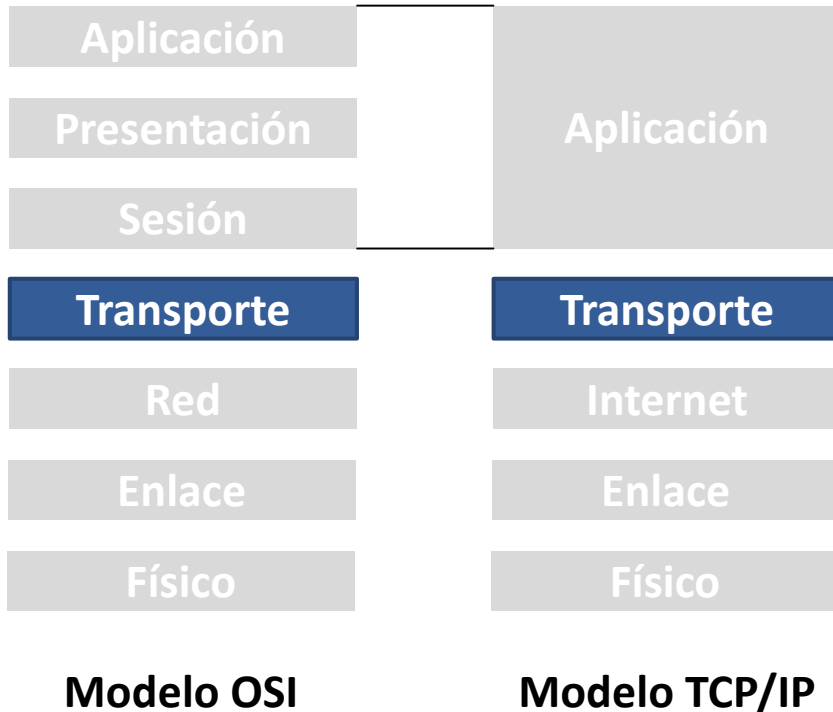 Aplicación
Presentación
Sesión
Transporte
Red
Enlace
Físico
Modelo OSI
Aplicación
Transporte
Internet
Enlace
Físico
Modelo TCP/IP